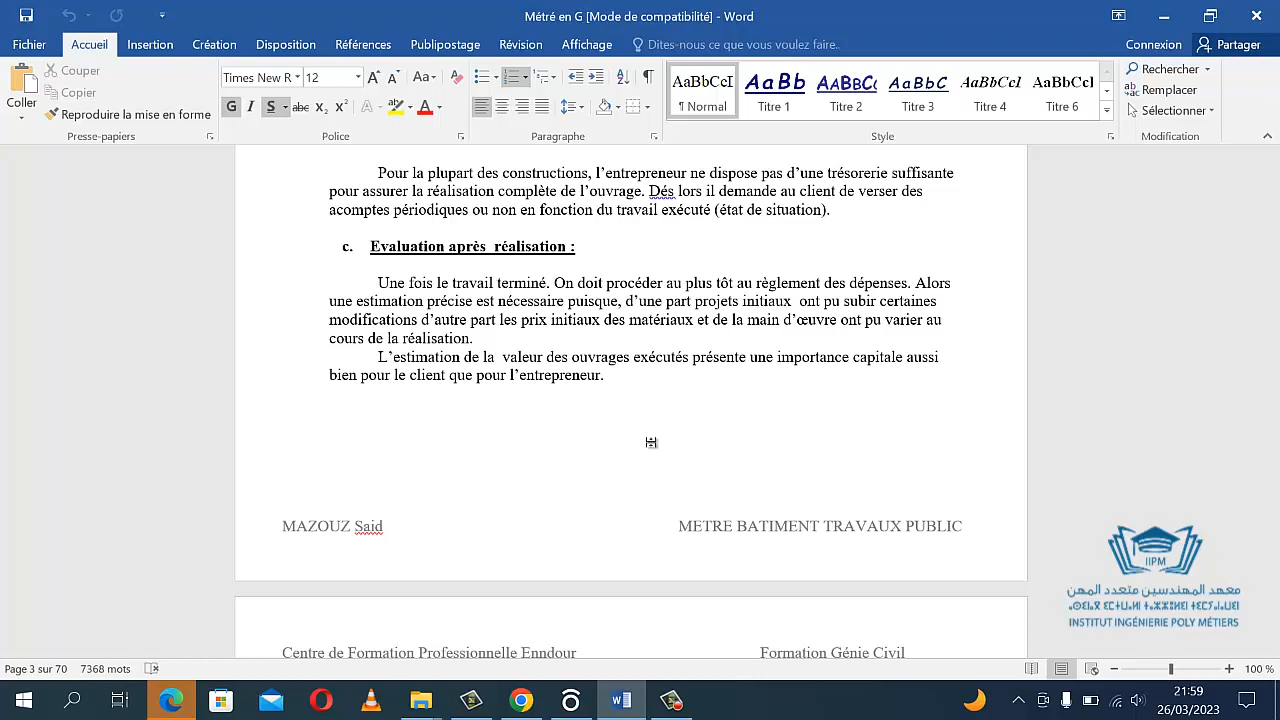 Métré en G [Mode de compatibilité] - Word
Fichier Accueil Insertion Création Disposition Références Publipostage Révision Affichage Dites-nous ce que vous voulez faire.. Connexion Partager
Coller
Couper
Copier
Reproduire la mise en forme
Presse-papiers
Times New R 12
Aa
G I S abc x₂ x²
Police
Paragraphe
AaBbCcI AaBb AaBbCc AaBbC AaBbCcI AaBbCcI
¶ Normal Titre 1 Titre 2 Titre 3 Titre 4 Titre 6
Style
Rechercher
Remplacer
Sélectionner
Modification
Pour la plupart des constructions, l’entrepreneur ne dispose pas d’une trésorerie suffisante
pour assurer la réalisation complète de l’ouvrage. Dés lors il demande au client de verser des
acomptes périodiques ou non en fonction du travail exécuté (état de situation).
c. Evaluation après réalisation :
Une fois le travail terminé. On doit procéder au plus tôt au règlement des dépenses. Alors
une estimation précise est nécessaire puisque, d’une part projets initiaux ont pu subir certaines
modifications d’autre part les prix initiaux des matériaux et de la main d’œuvre ont pu varier au
cours de la réalisation.
L’estimation de la valeur des ouvrages exécutés présente une importance capitale aussi
bien pour le client que pour l’entrepreneur.
MAZOUZ Said METRE BATIMENT TRAVAUX PUBLIC
IIPM
معهد المهندسين متعدد المهن
INSTITUT INGÉNIERIE POLY MÉTIERS
Centre de Formation Professionnelle Enndour Formation Génie Civil
Page 3 sur 70 7368 mots 100 %
21:59
26/03/2023